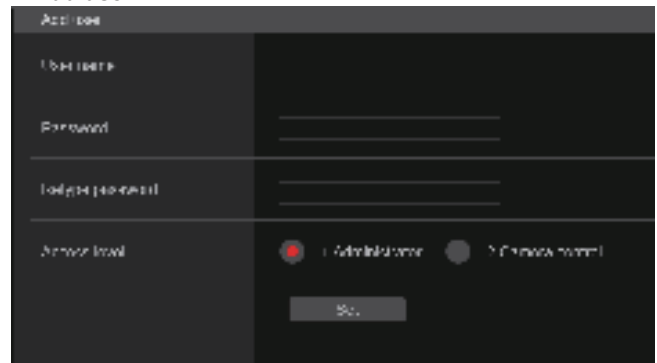 Add user
User name
Password
Retype password
Access level
1.Administrator
2.Camera control
Set